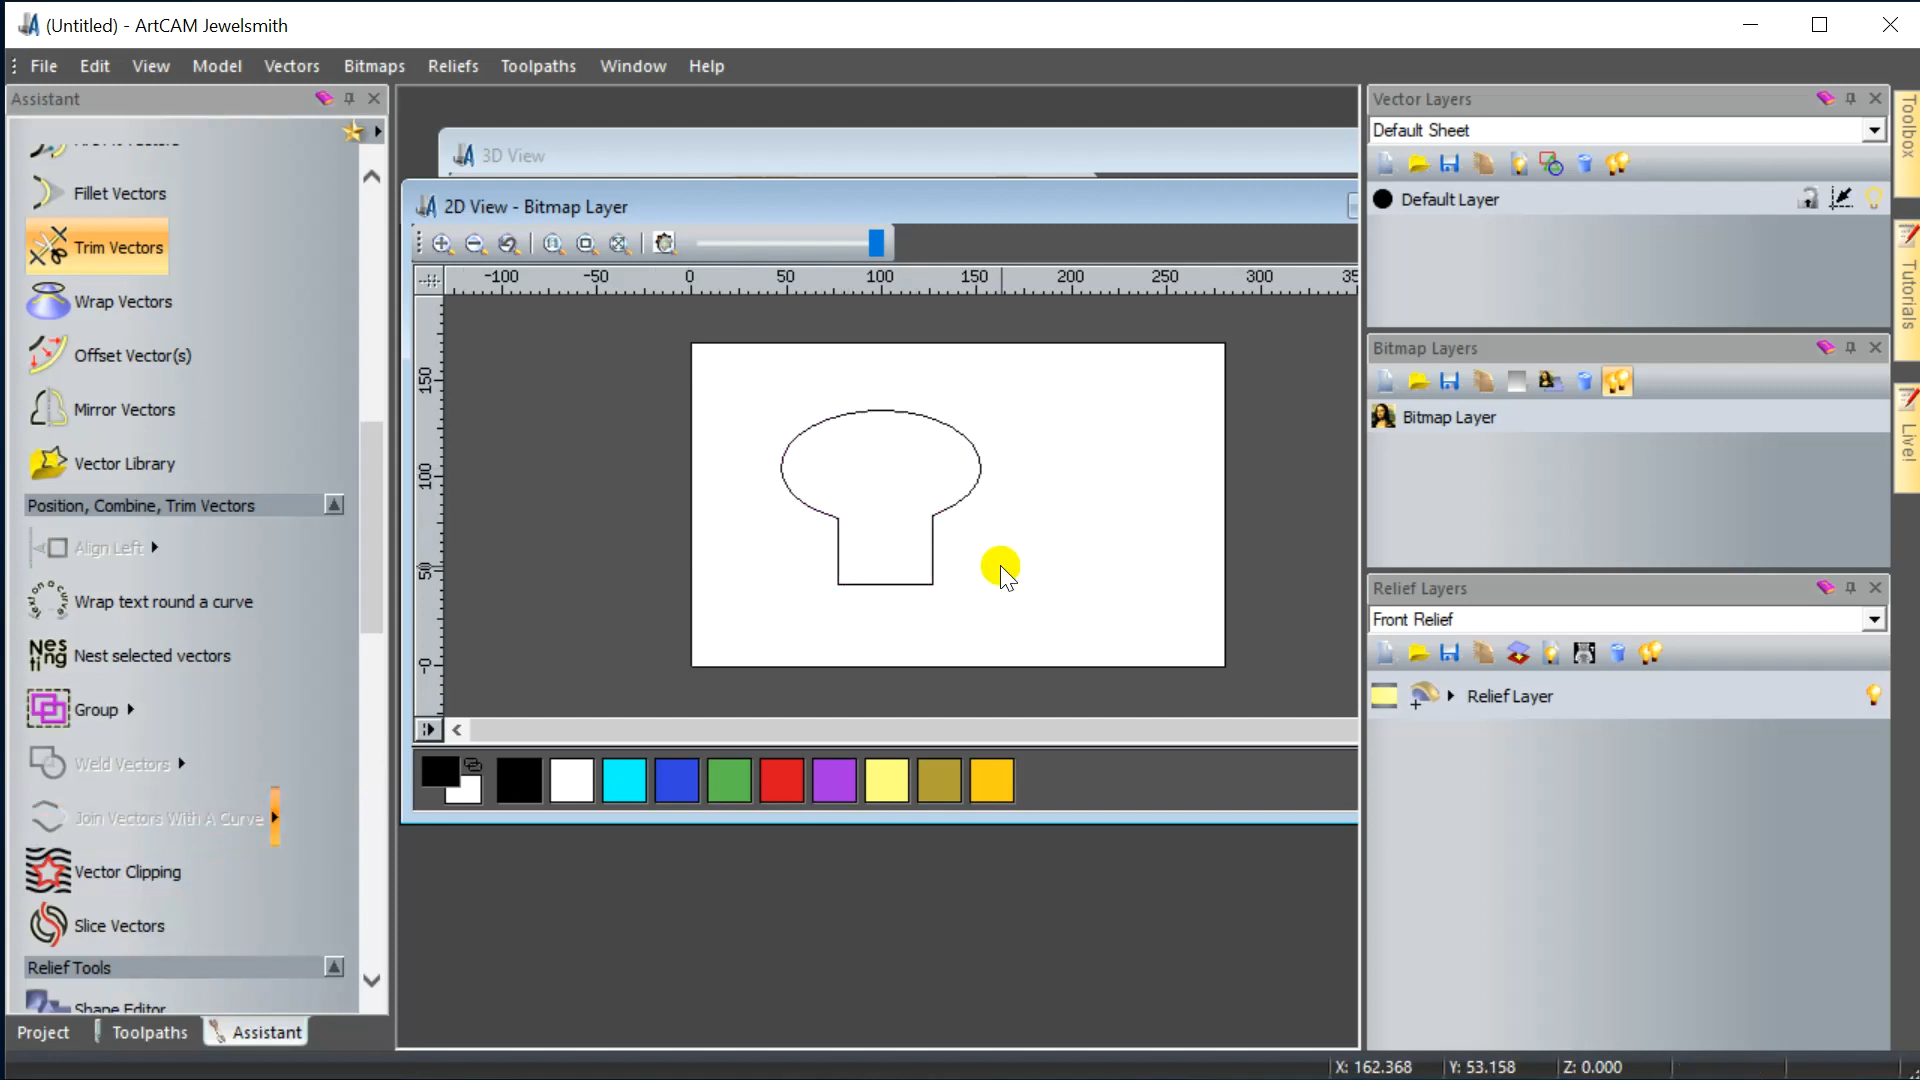 (Untitled) - ArtCAM Jewelsmith
File Edit View Model Vectors Bitmaps Reliefs Toolpaths Window Help
Assistant
Fillet Vectors
Trim Vectors
Wrap Vectors
Offset Vector(s)
Mirror Vectors
Vector Library
Position, Combine, Trim Vectors
Align Left
Wrap text round a curve
Nest selected vectors
Group
Weld Vectors
Join Vectors With A Curve
Vector Clipping
Slice Vectors
Relief Tools
Shape Editor
Project Toolpaths Assistant
3D View
2D View - Bitmap Layer
-100 -50 0 50 100 150 200 250 300 35
150
100
50
0
Vector Layers
Default Sheet
Default Layer
Bitmap Layers
Bitmap Layer
Relief Layers
Front Relief
Relief Layer
Toolbox
Tutorials
Live!
X: 162.368 Y: 53.158 Z: 0.000